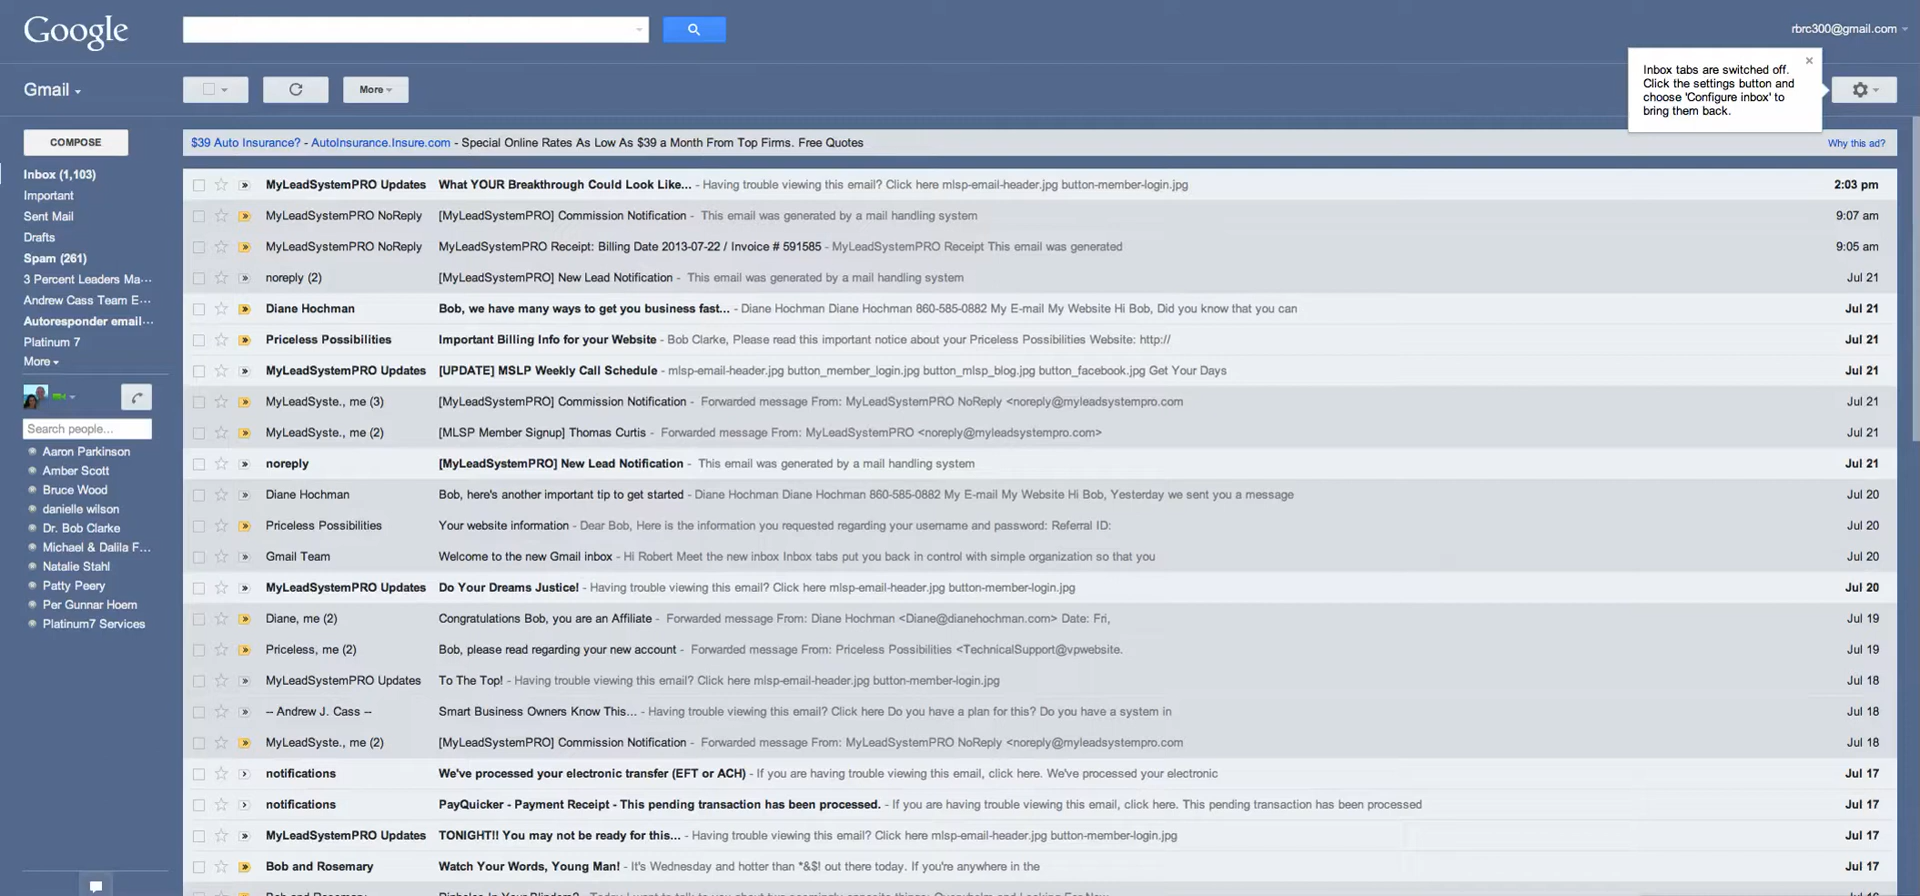 Google
rbrc300@gmail.com
Inbox tabs are switched off.
Click the settings button and
choose 'Configure inbox' to
bring them back.
Gmail
More
COMPOSE
$39 Auto Insurance? - AutoInsurance.Insure.com - Special Online Rates As Low As $39 a Month From Top Firms. Free Quotes Why this ad?
Inbox (1,103)
Important
Sent Mail
Drafts
Spam (261)
3 Percent Leaders Ma...
Andrew Cass Team E...
Autoresponder email...
Platinum 7
More
Search people...
Aaron Parkinson
Amber Scott
Bruce Wood
danielle wilson
Dr. Bob Clarke
Michael & Dalila F...
Natalie Stahl
Patty Peery
Per Gunnar Hoem
Platinum7 Services
MyLeadSystemPRO Updates What YOUR Breakthrough Could Look Like... - Having trouble viewing this email? Click here mlsp-email-header.jpg button-member-login.jpg 2:03 pm
MyLeadSystemPRO NoReply [MyLeadSystemPRO] Commission Notification - This email was generated by a mail handling system 9:07 am
MyLeadSystemPRO NoReply MyLeadSystemPRO Receipt: Billing Date 2013-07-22 / Invoice # 591585 - MyLeadSystemPRO Receipt This email was generated 9:05 am
noreply (2) [MyLeadSystemPRO] New Lead Notification - This email was generated by a mail handling system Jul 21
Diane Hochman Bob, we have many ways to get you business fast... - Diane Hochman Diane Hochman 860-585-0882 My E-mail My Website Hi Bob, Did you know that you can Jul 21
Priceless Possibilities Important Billing Info for your Website - Bob Clarke, Please read this important notice about your Priceless Possibilities Website: http:// Jul 21
MyLeadSystemPRO Updates [UPDATE] MSLP Weekly Call Schedule - mlsp-email-header.jpg button_member_login.jpg button_mlsp_blog.jpg button_facebook.jpg Get Your Days Jul 21
MyLeadSyste., me (3) [MyLeadSystemPRO] Commission Notification - Forwarded message From: MyLeadSystemPRO NoReply <noreply@myleadsystempro.com Jul 21
MyLeadSyste., me (2) [MLSP Member Signup] Thomas Curtis - Forwarded message From: MyLeadSystemPRO <noreply@myleadsystempro.com> Jul 21
noreply [MyLeadSystemPRO] New Lead Notification - This email was generated by a mail handling system Jul 21
Diane Hochman Bob, here's another important tip to get started - Diane Hochman Diane Hochman 860-585-0882 My E-mail My Website Hi Bob, Yesterday we sent you a message Jul 20
Priceless Possibilities Your website information - Dear Bob, Here is the information you requested regarding your username and password: Referral ID: Jul 20
Gmail Team Welcome to the new Gmail inbox - Hi Robert Meet the new inbox Inbox tabs put you back in control with simple organization so that you Jul 20
MyLeadSystemPRO Updates Do Your Dreams Justice! - Having trouble viewing this email? Click here mlsp-email-header.jpg button-member-login.jpg Jul 20
Diane, me (2) Congratulations Bob, you are an Affiliate - Forwarded message From: Diane Hochman <Diane@dianehochman.com> Date: Fri, Jul 19
Priceless, me (2) Bob, please read regarding your new account - Forwarded message From: Priceless Possibilities <TechnicalSupport@vpwebsite. Jul 19
MyLeadSystemPRO Updates To The Top! - Having trouble viewing this email? Click here mlsp-email-header.jpg button-member-login.jpg Jul 18
-- Andrew J. Cass -- Smart Business Owners Know This... - Having trouble viewing this email? Click here Do you have a plan for this? Do you have a system in Jul 18
MyLeadSyste., me (2) [MyLeadSystemPRO] Commission Notification - Forwarded message From: MyLeadSystemPRO NoReply <noreply@myleadsystempro.com Jul 18
notifications We've processed your electronic transfer (EFT or ACH) - If you are having trouble viewing this email, click here. We've processed your electronic Jul 17
notifications PayQuicker - Payment Receipt - This pending transaction has been processed. - If you are having trouble viewing this email, click here. This pending transaction has been processed Jul 17
MyLeadSystemPRO Updates TONIGHT!! You may not be ready for this... - Having trouble viewing this email? Click here mlsp-email-header.jpg button-member-login.jpg Jul 17
Bob and Rosemary Watch Your Words, Young Man! - It's Wednesday and hotter than *&$! out there today. If you're anywhere in the Jul 17